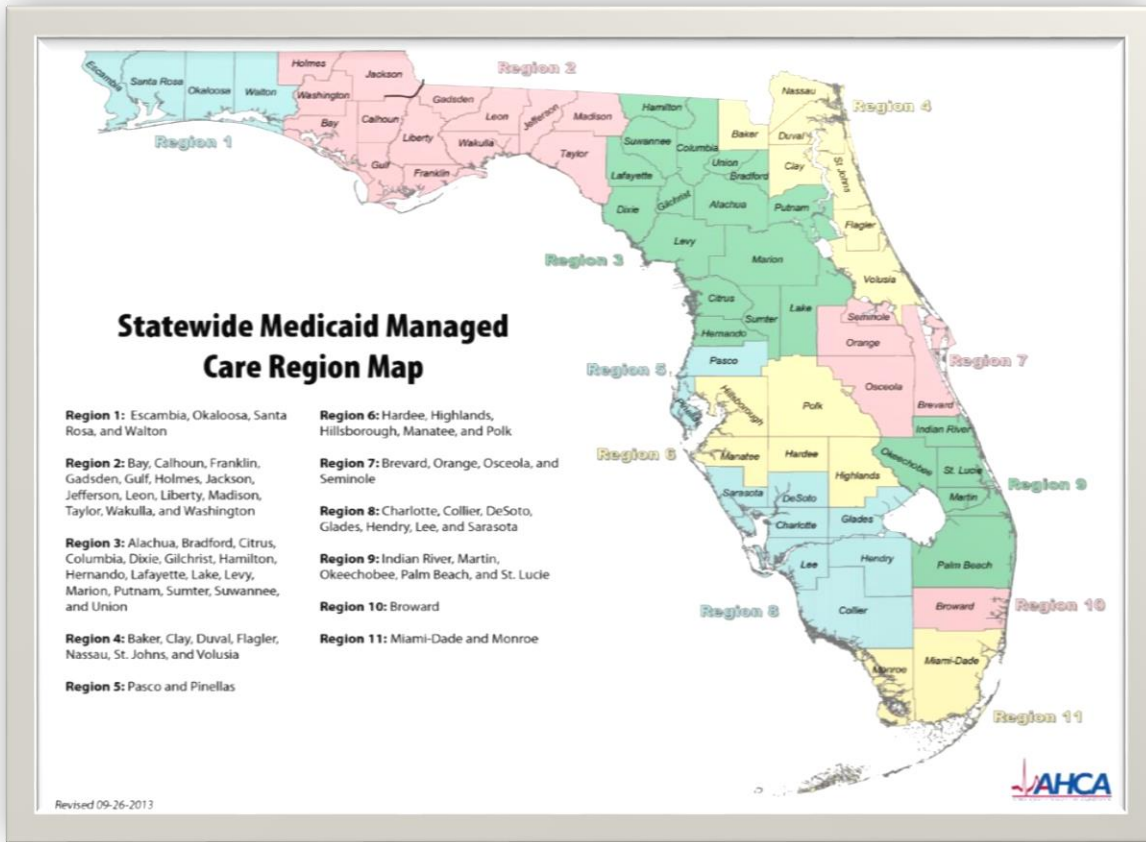 Region 1
Region 2
Region 3
Region 4
Region 5
Region 6
Region 7
Region 8
Region 9
Region 10
Region 11
Escambia
Santa Rosa
Okaloosa
Walton
Holmes
Jackson
Washington
Bay
Calhoun
Gulf
Liberty
Gadsden
Franklin
Leon
Wakulla
Jefferson
Madison
Taylor
Hamilton
Suwannee
Columbia
Lafayette
Union
Bradford
Dixie
Gilchrist
Alachua
Putnam
Levy
Marion
Citrus
Sumter
Lake
Hernando
Nassau
Baker
Duval
Clay
St Johns
Flagler
Volusia
Pasco
Pinellas
Hillsborough
Polk
Manatee
Hardee
Highlands
Seminole
Orange
Osceola
Brevard
Indian River
Okeechobee
St. Lucie
Martin
Palm Beach
Sarasota
DeSoto
Charlotte
Glades
Lee
Hendry
Collier
Broward
Monroe
Miami-Dade
Statewide Medicaid Managed
Care Region Map
Region 1: Escambia, Okaloosa, Santa
Rosa, and Walton
Region 2: Bay, Calhoun, Franklin,
Gadsden, Gulf, Holmes, Jackson,
Jefferson, Leon, Liberty, Madison,
Taylor, Wakulla, and Washington
Region 3: Alachua, Bradford, Citrus,
Columbia, Dixie, Gilchrist, Hamilton,
Hernando, Lafayette, Lake, Levy,
Marion, Putnam, Sumter, Suwannee,
and Union
Region 4: Baker, Clay, Duval, Flagler,
Nassau, St. Johns, and Volusia
Region 5: Pasco and Pinellas
Region 6: Hardee, Highlands,
Hillsborough, Manatee, and Polk
Region 7: Brevard, Orange, Osceola, and
Seminole
Region 8: Charlotte, Collier, DeSoto,
Glades, Hendry, Lee, and Sarasota
Region 9: Indian River, Martin,
Okeechobee, Palm Beach, and St. Lucie
Region 10: Broward
Region 11: Miami-Dade and Monroe
Revised 09-26-2013
AHCA